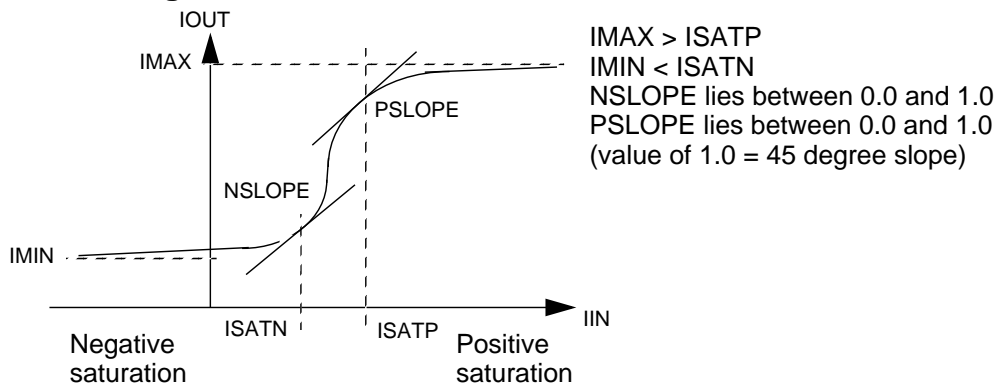 IOUT
IMAX
IMAX > ISATP
IMIN < ISATN
NSLOPE lies between 0.0 and 1.0
PSLOPE lies between 0.0 and 1.0
(value of 1.0 = 45 degree slope)
PSLOPE
NSLOPE
IMIN
ISATN
ISATP
IIN
Negative
saturation
Positive
saturation